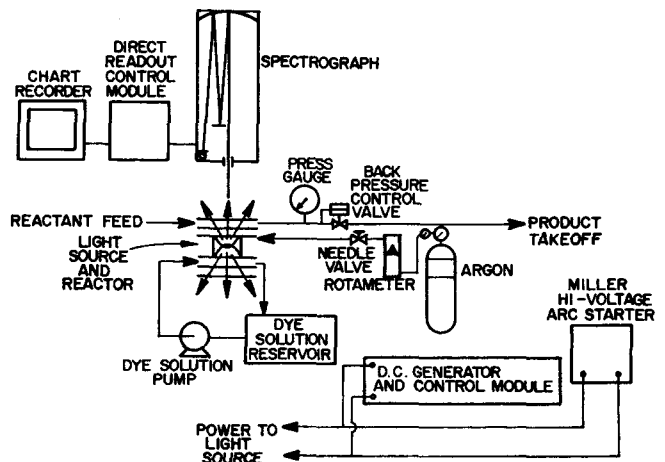 CHART
RECORDER
DIRECT
READOUT
CONTROL
MODULE
SPECTROGRAPH
PRESS
GAUGE
BACK
PRESSURE
CONTROL
VALVE
REACTANT FEED
PRODUCT
TAKEOFF
LIGHT
SOURCE
AND
REACTOR
NEEDLE
VALVE
ROTAMETER
ARGON
DYE
SOLUTION
RESERVOIR
DYE SOLUTION
PUMP
MILLER
HI-VOLTAGE
ARC STARTER
D.C. GENERATOR
AND CONTROL
MODULE
POWER TO
LIGHT
SOURCE